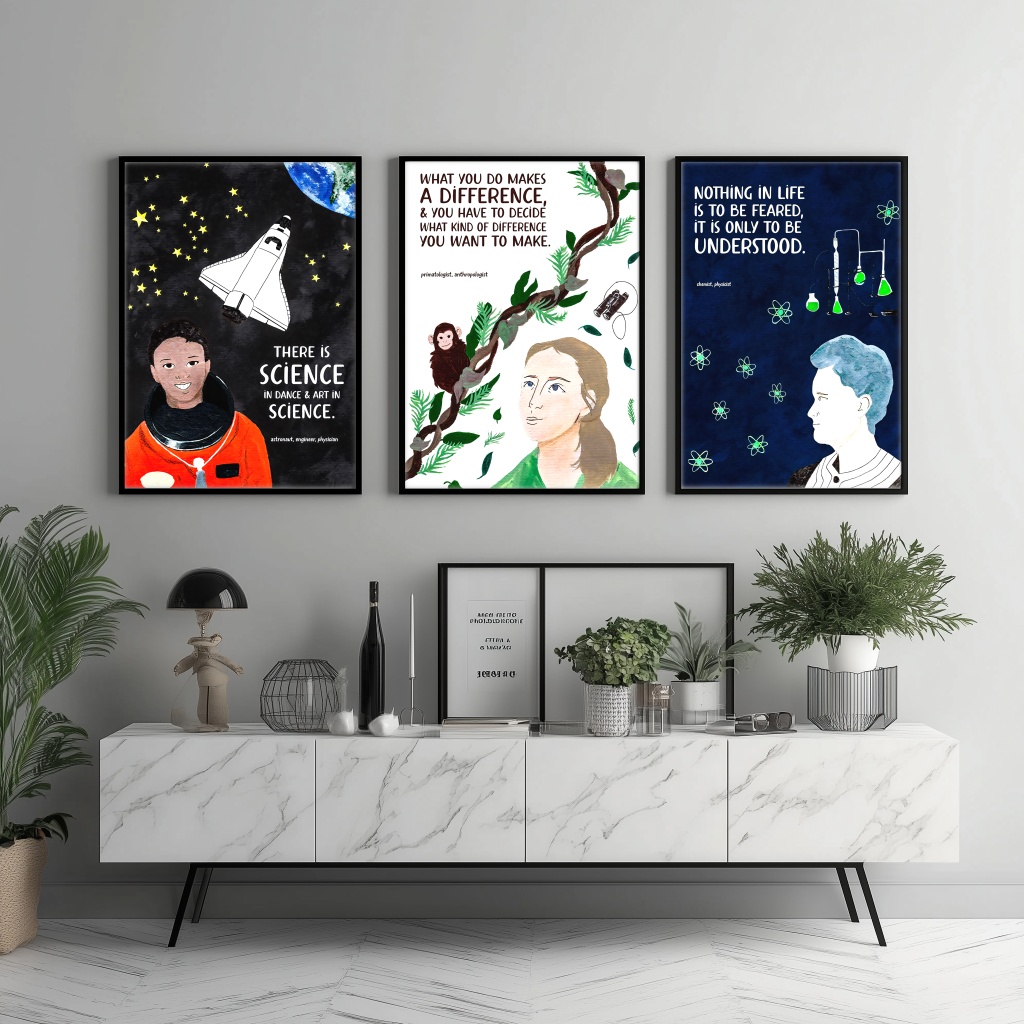 THERE IS
SCIENCE
IN DANCE & ART IN
SCIENCE.
astronaut, engineer, physician
WHAT YOU DO MAKES
A DIFFERENCE,
& YOU HAVE TO DECIDE
WHAT KIND OF DIFFERENCE
YOU WANT TO MAKE.
primatologist, anthropologist
NOTHING IN LIFE
IS TO BE FEARED,
IT IS ONLY TO BE
UNDERSTOOD.
chemist, physicist